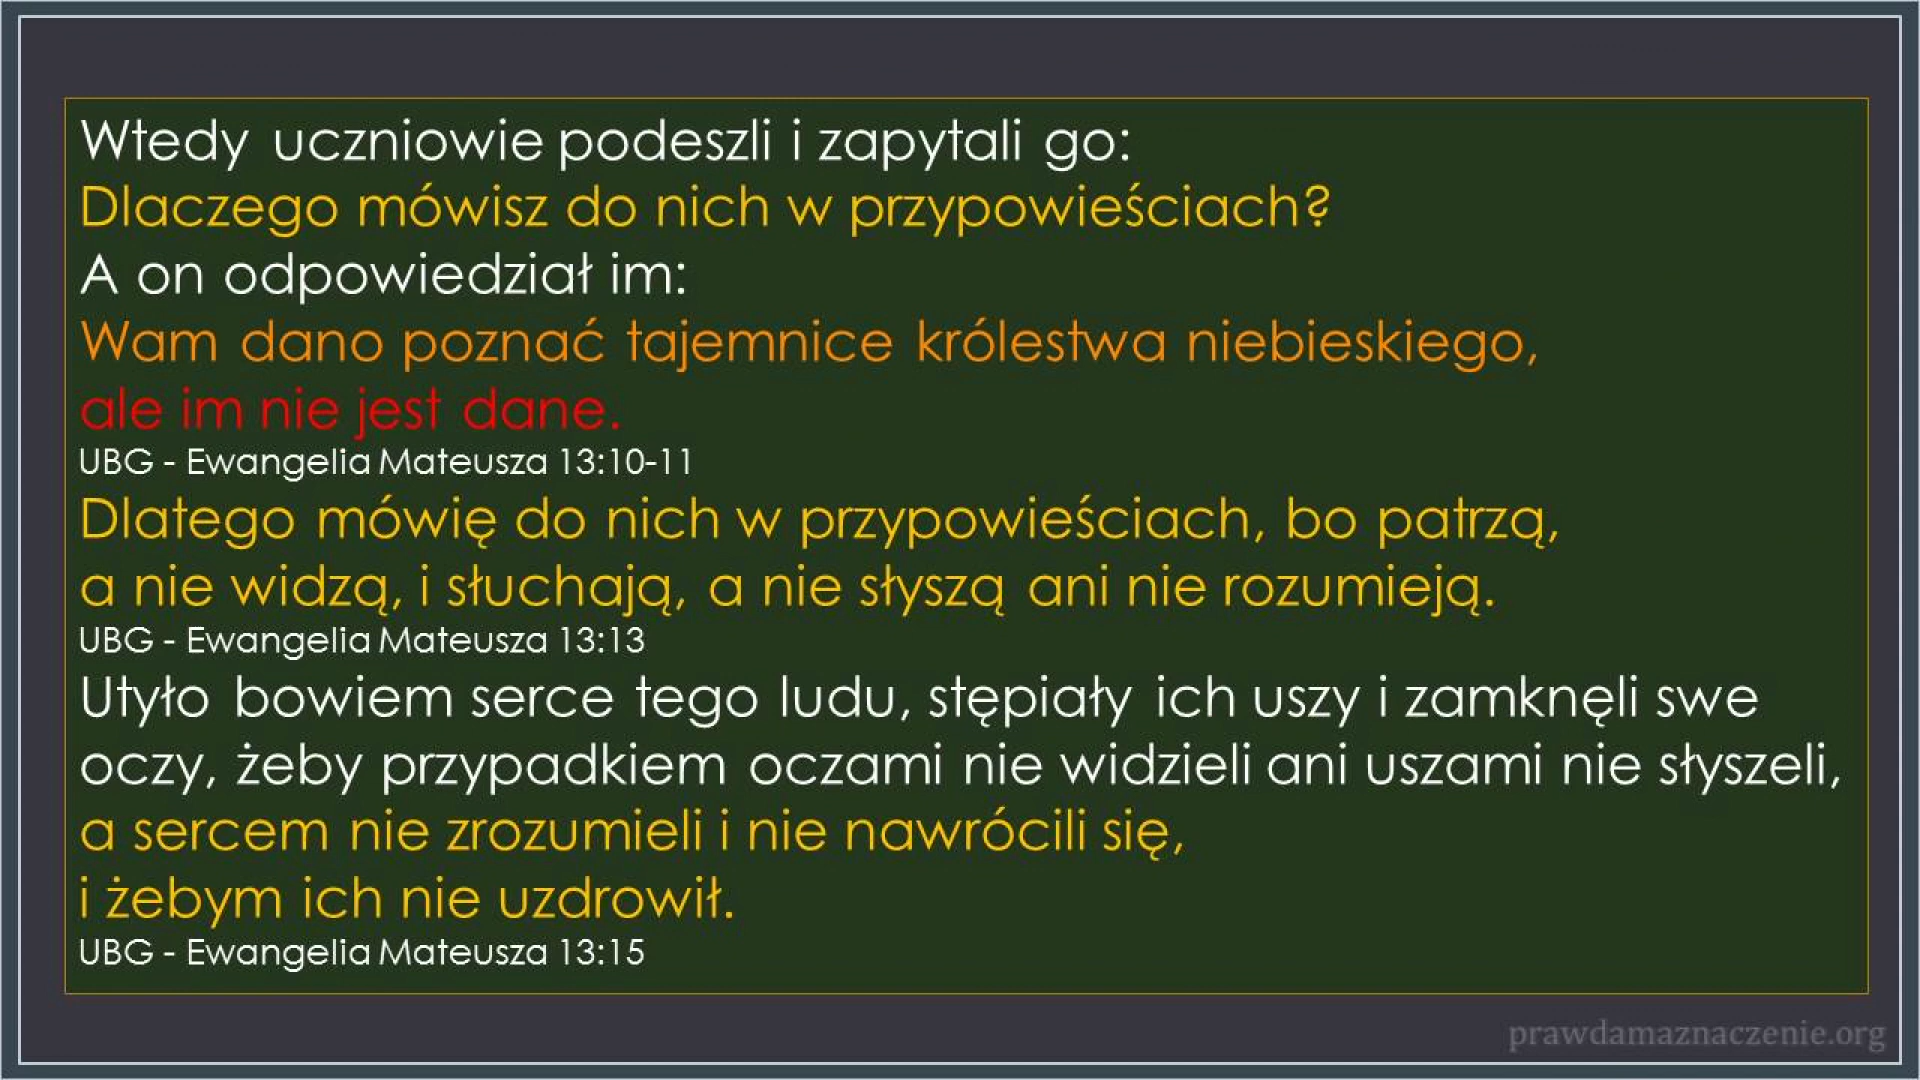 Wtedy uczniowie podeszli i zapytali go:
Dlaczego mówisz do nich w przypowieściach?
A on odpowiedział im:
Wam dano poznać tajemnice królestwa niebieskiego,
ale im nie jest dane.
UBG - Ewangelia Mateusza 13:10-11
Dlatego mówię do nich w przypowieściach, bo patrzą,
a nie widzą, i słuchają, a nie słyszą ani nie rozumieją.
UBG - Ewangelia Mateusza 13:13
Utyło bowiem serce tego ludu, stępiały ich uszy i zamknęli swe
oczy, żeby przypadkiem oczami nie widzieli ani uszami nie słyszeli,
a sercem nie zrozumieli i nie nawrócili się,
i żebym ich nie uzdrowił.
UBG - Ewangelia Mateusza 13:15
prawdamaznaczenie.org